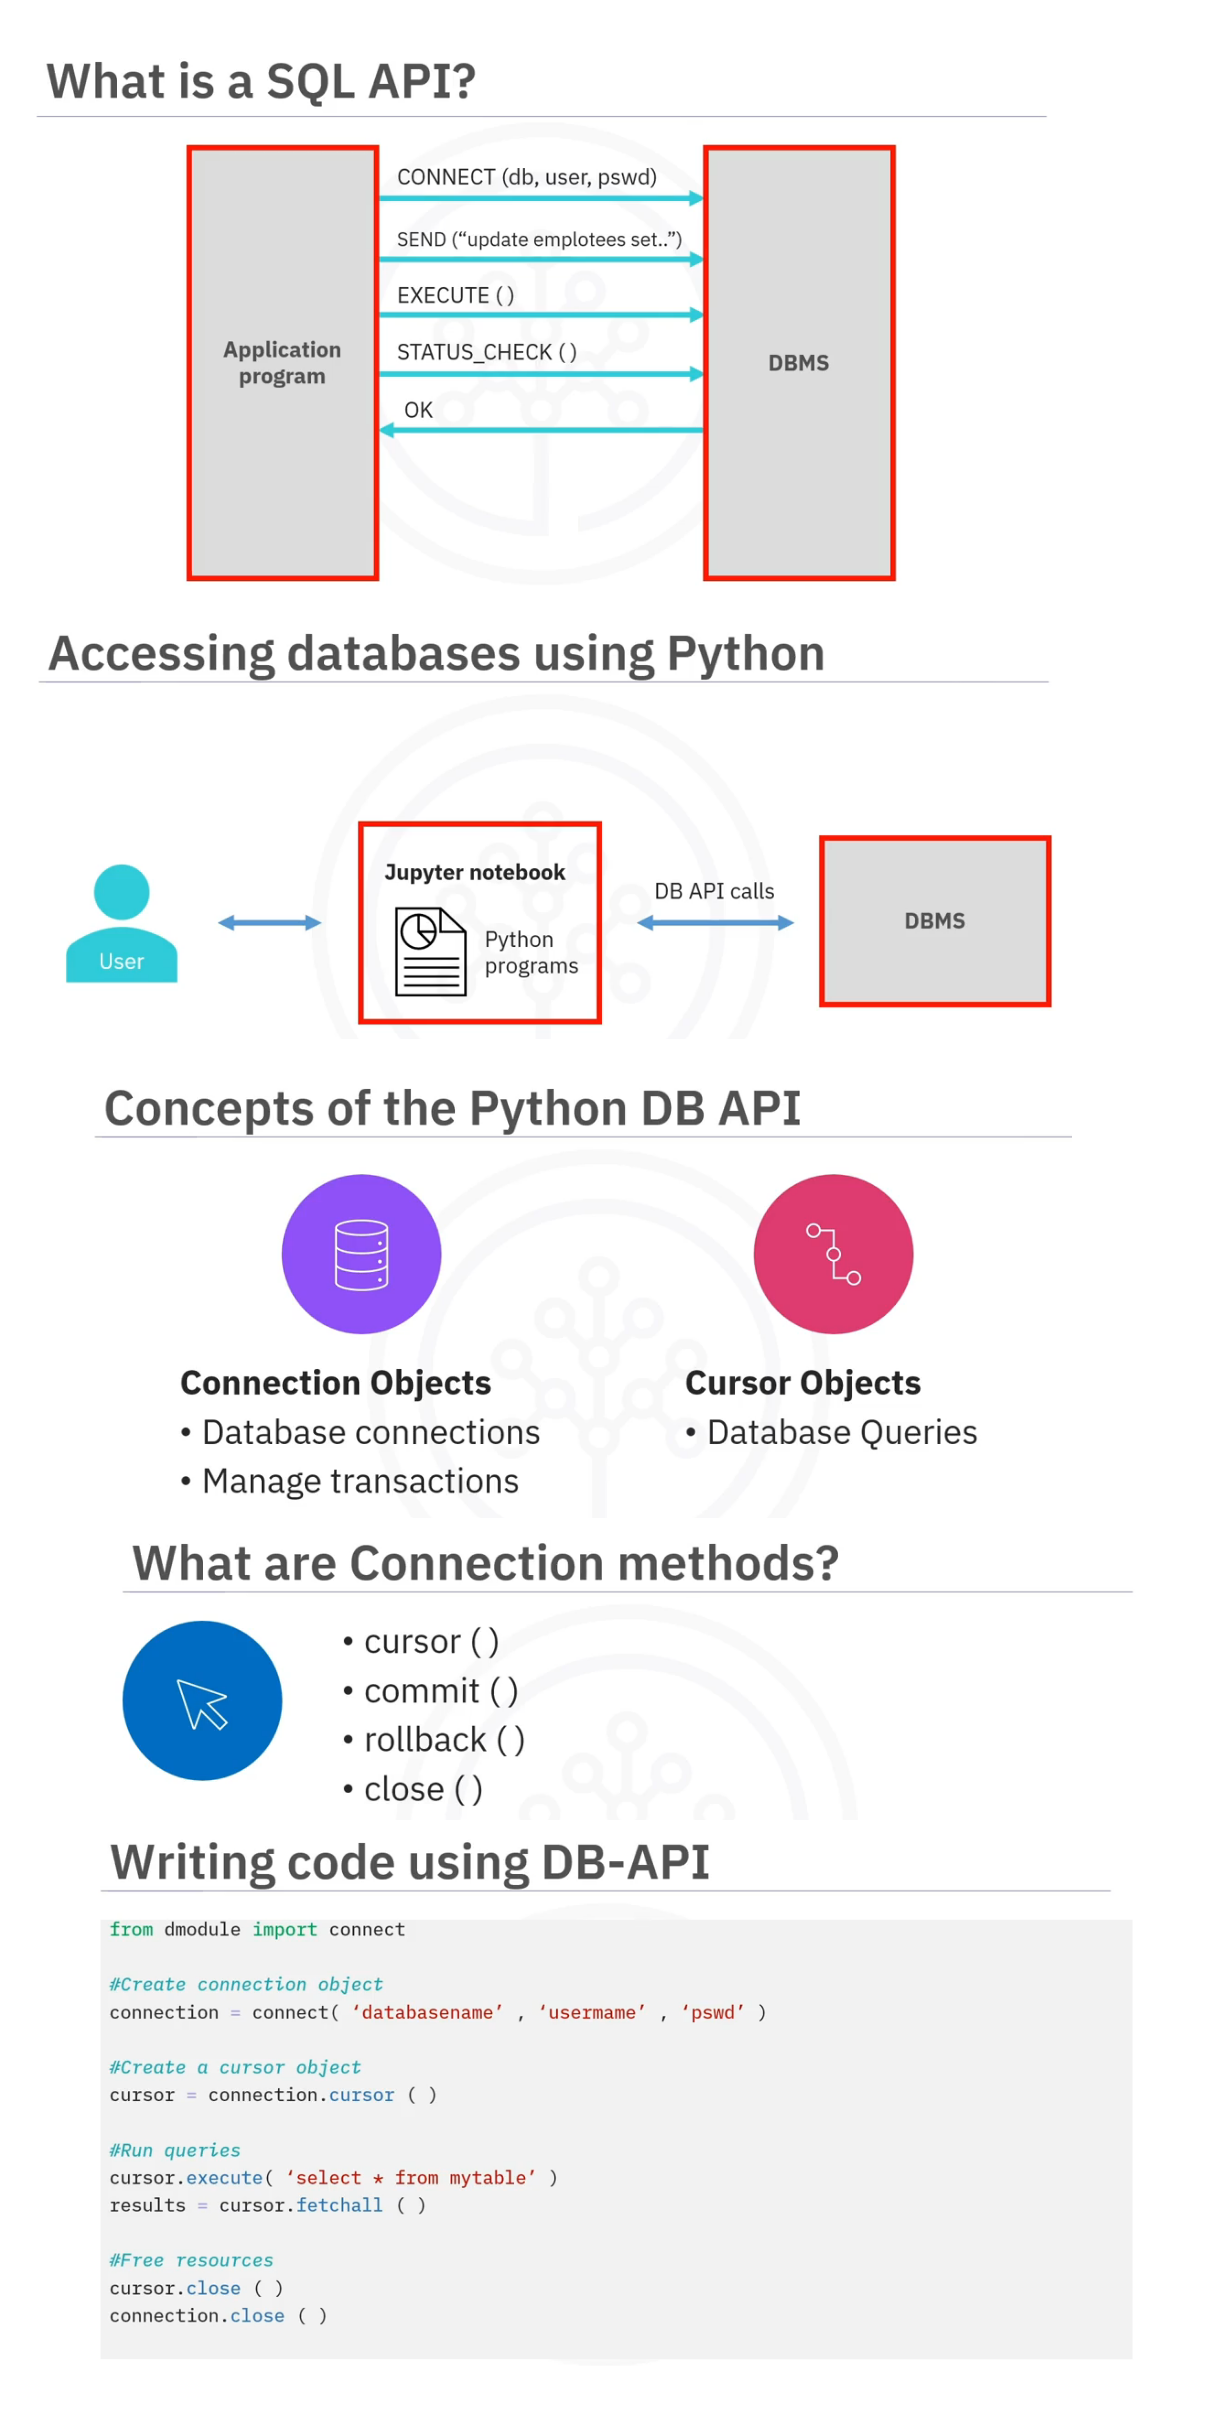 What is a SQL API?
CONNECT (db, user, pswd)
SEND (“update emplotees set..”)
EXECUTE ( )
STATUS_CHECK ( )
OK
Application
program
DBMS
Accessing databases using Python
User
Jupyter notebook
Python
programs
DB API calls
DBMS
Concepts of the Python DB API
Connection Objects
• Database connections
• Manage transactions
Cursor Objects
• Database Queries
What are Connection methods?
• cursor ( )
• commit ( )
• rollback ( )
• close ( )
Writing code using DB-API
from dmodule import connect
#Create connection object
connection = connect( ‘databasename’ , ‘usermame’ , ‘pswd’ )
#Create a cursor object
cursor = connection.cursor ( )
#Run queries
cursor.execute( ‘select * from mytable’ )
results = cursor.fetchall ( )
#Free resources
cursor.close ( )
connection.close ( )